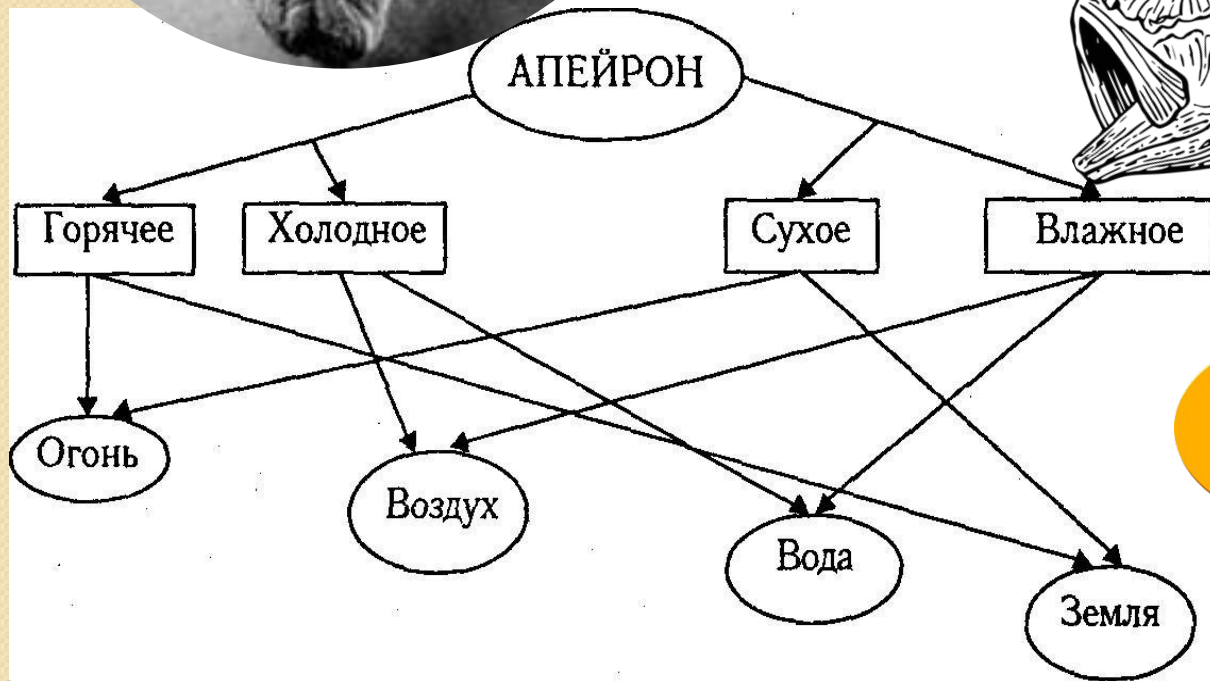 АПЕЙРОН
Горячее
Холодное
Сухое
Влажное
Огонь
Воздух
Вода
Земля